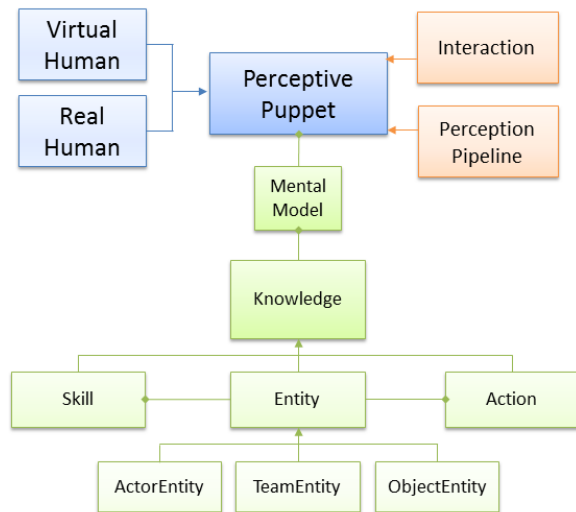 Virtual
Human
Perceptive
Puppet
Interaction
Real
Human
Perception
Pipeline
Mental
Model
Knowledge
Skill
Entity
Action
ActorEntity
TeamEntity
ObjectEntity